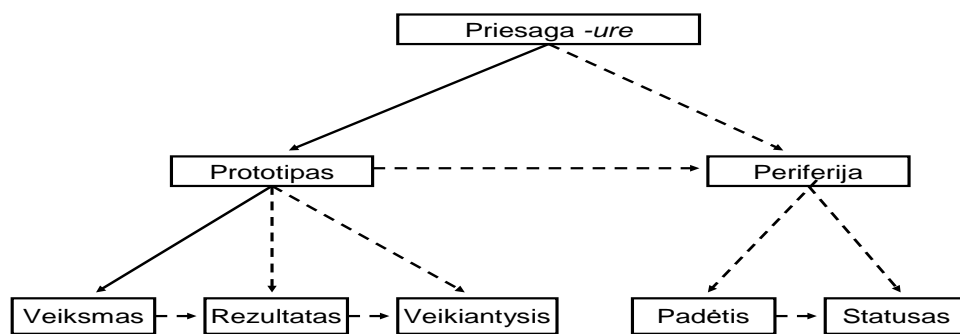 Priesaga -ure
Prototipas
Periferija
Veiksmas
Rezultatas
Veikiantysis
Padėtis
Statusas